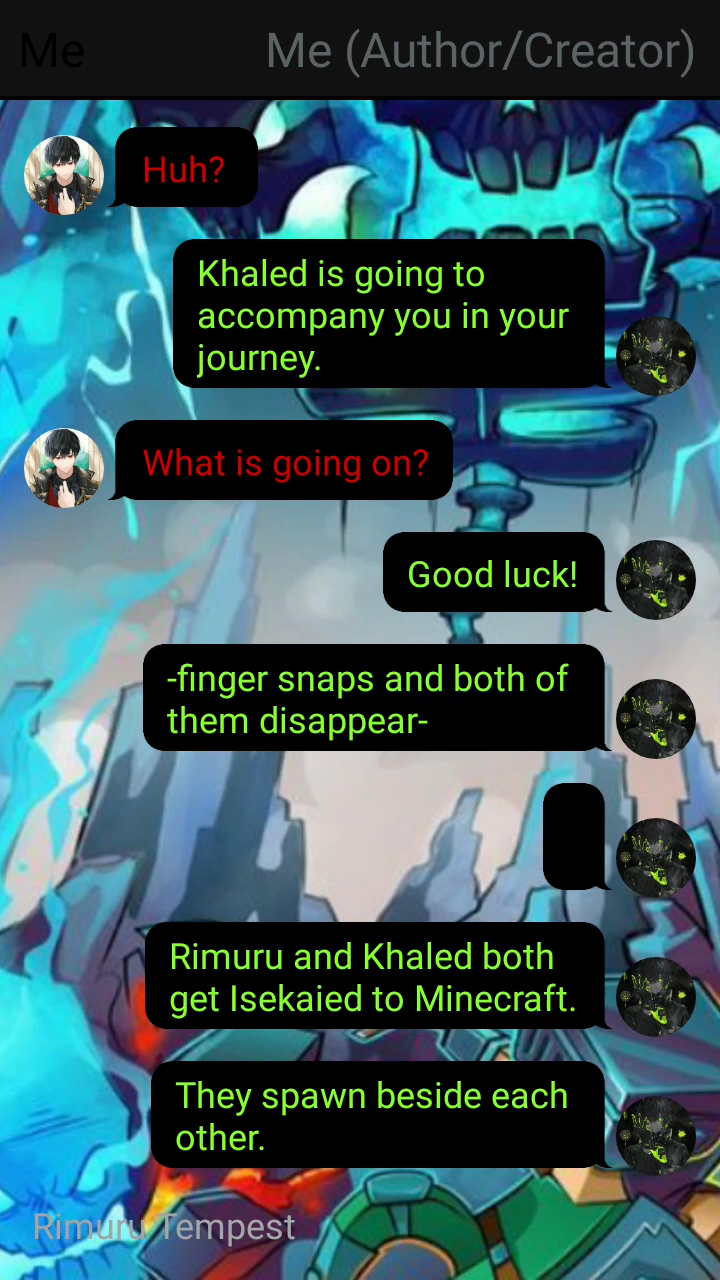 Me
Me (Author/Creator)
Huh?
Khaled is going to
accompany you in your
journey.
What is going on?
Good luck!
-finger snaps and both of
them disappear-
Rimuru and Khaled both
get Isekaied to Minecraft.
They spawn beside each
other.
Rimuru Tempest